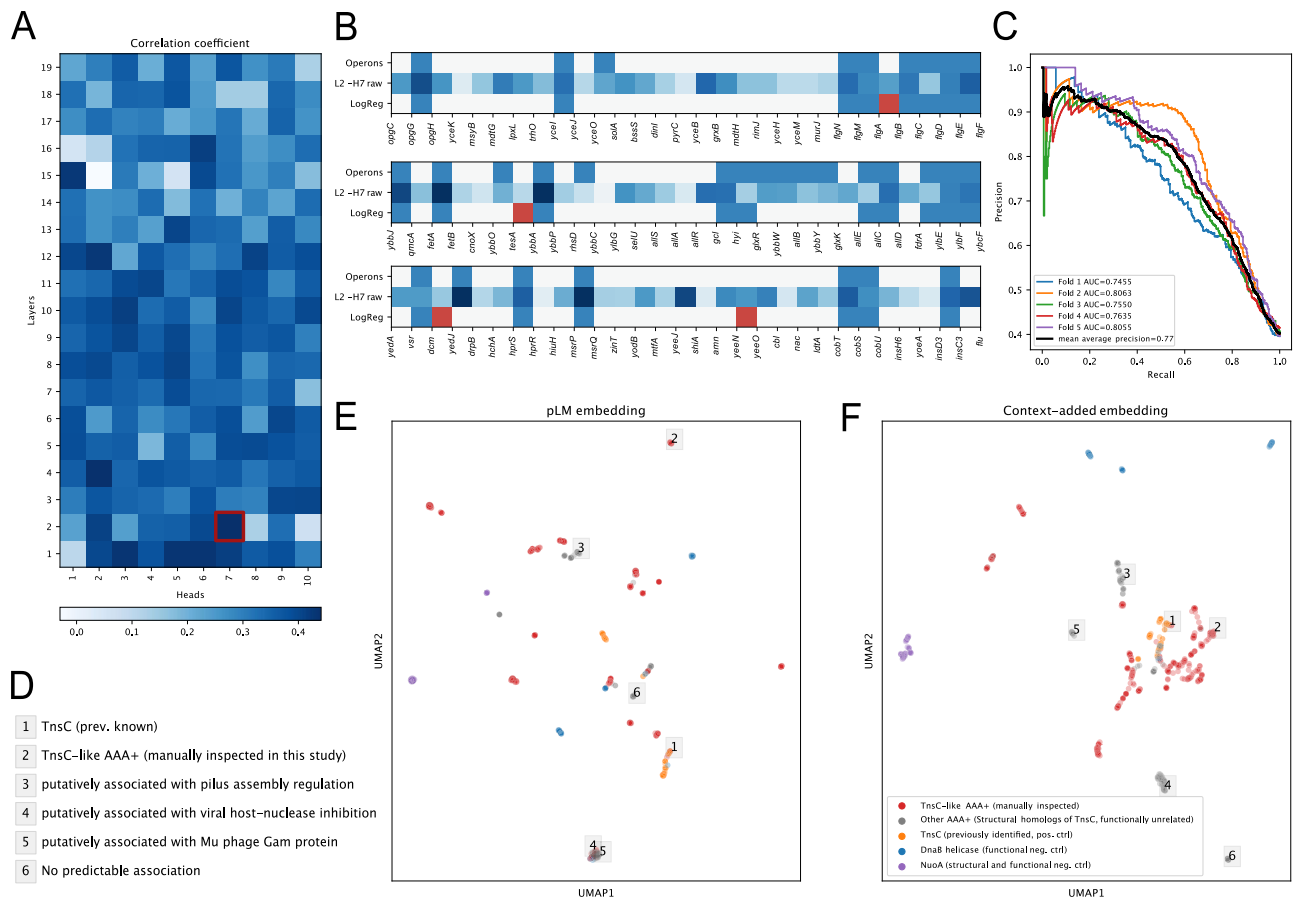 A
Correlation coefficient
19
18
17
16
15
14
13
12
11
10
9
8
7
6
5
4
3
2
1
Layers
1 2 3 4 5 6 7 8 9 10
Heads
0.0 0.1 0.2 0.3 0.4
B
Operons
L2 -H7 raw
LogReg
opgC opgG opgH yceK msyB mdtG lpxL trhO yceI yceJ yceO solA bssS dinI pyrC yceB grxB mdtH rimJ yceH yceM murJ flgN flgM flgA flgB flgC flgD flgE flgF
Operons
L2 -H7 raw
LogReg
ybbJ qmcA fetA fetB cnoX ybbO tesA ybbA ybbP rhsD ybbC ylbG selU allS allA allR gcl hyi glxR ybbW allB ybbY glxK allE allC allD fdrA ylbE ylbF ybcF
Operons
L2 -H7 raw
LogReg
yedA vsr dcm yedJ drpB hchA hprS hprR hiuH msrP msrQ zinT yodB mtfA yeeJ shiA amn yeeN yeeO cbl nac ldtA cobT cobS cobU insH6 yoeA insD3 insC3 flu
C
1.0
0.9
0.8
0.7
0.6
0.5
0.4
Precision
Fold 1 AUC=0.7455
Fold 2 AUC=0.8063
Fold 3 AUC=0.7550
Fold 4 AUC=0.7635
Fold 5 AUC=0.8055
mean average precision=0.77
0.0 0.2 0.4 0.6 0.8 1.0
Recall
D
1 TnsC (prev. known)
2 TnsC-like AAA+ (manually inspected in this study)
3 putatively associated with pilus assembly regulation
4 putatively associated with viral host-nuclease inhibition
5 putatively associated with Mu phage Gam protein
6 No predictable association
E
pLM embedding
2
3
6
1
4
5
UMAP2
UMAP1
F
Context-added embedding
3
1
2
5
4
6
UMAP2
TnsC-like AAA+ (manually inspected)
Other AAA+ (Structural homologs of TnsC, functionally unrelated)
TnsC (previously identified, pos. ctrl)
DnaB helicase (functional neg. ctrl)
NuoA (structural and functional neg. ctrl)
UMAP1